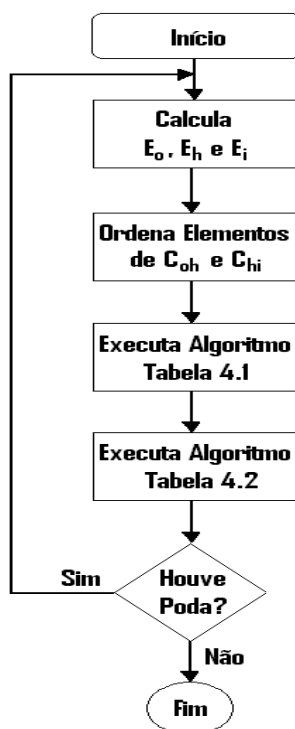 Início
Calcula
Eo, Eh e Ei
Ordena Elementos
de Coh e Chi
Executa Algoritmo
Tabela 4.1
Executa Algoritmo
Tabela 4.2
Sim
Houve
Poda?
Não
Fim